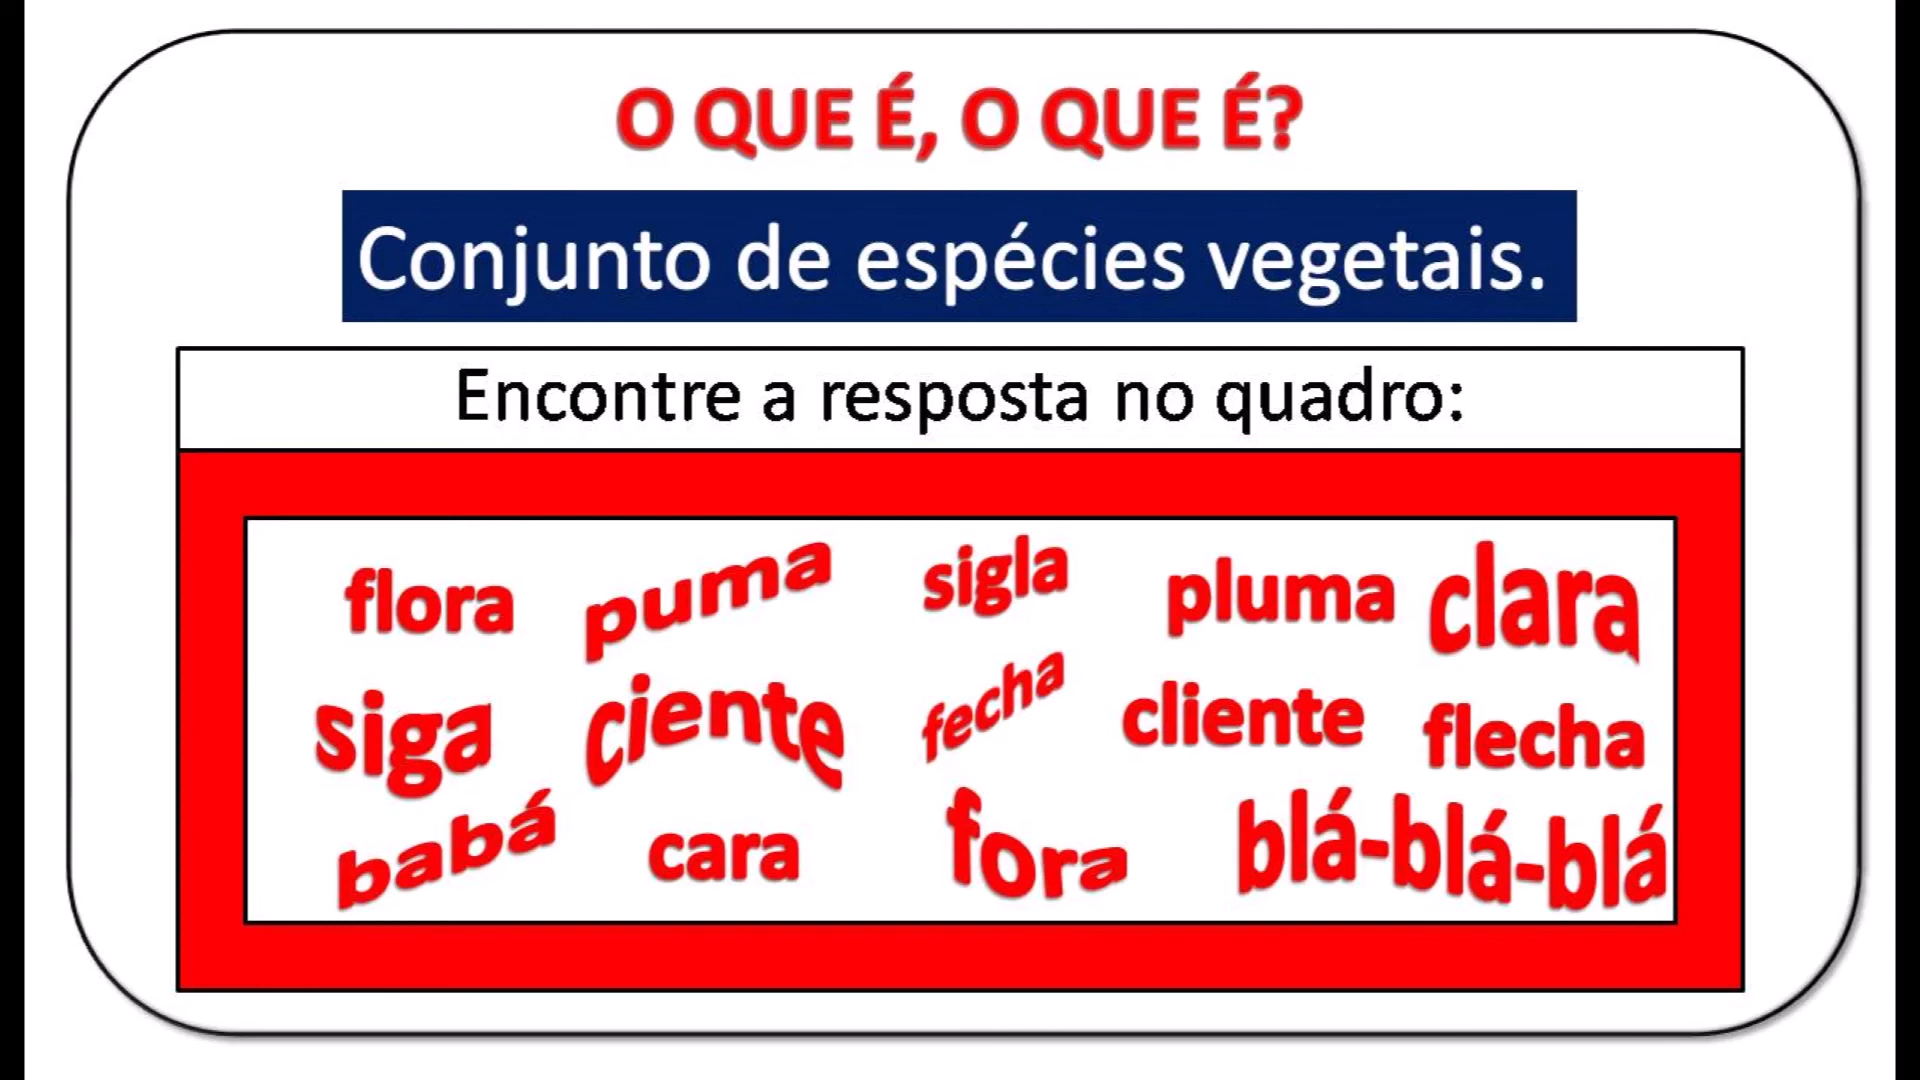 O QUE É, O QUE É?
Conjunto de espécies vegetais.
Encontre a resposta no quadro:
flora puma sigla pluma clara
siga ciente fecha cliente flecha
babá cara fora blá-blá-blá